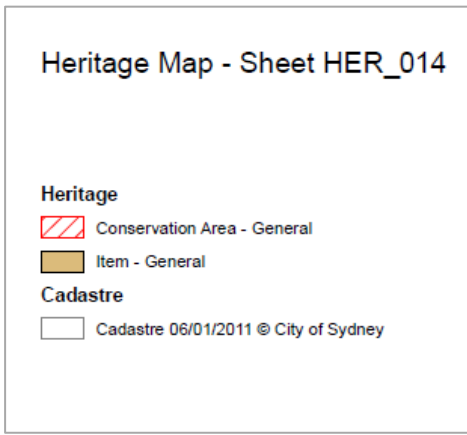 Heritage Map - Sheet HER_014
Heritage
Conservation Area - General
Item - General
Cadastre
Cadastre 06/01/2011 © City of Sydney